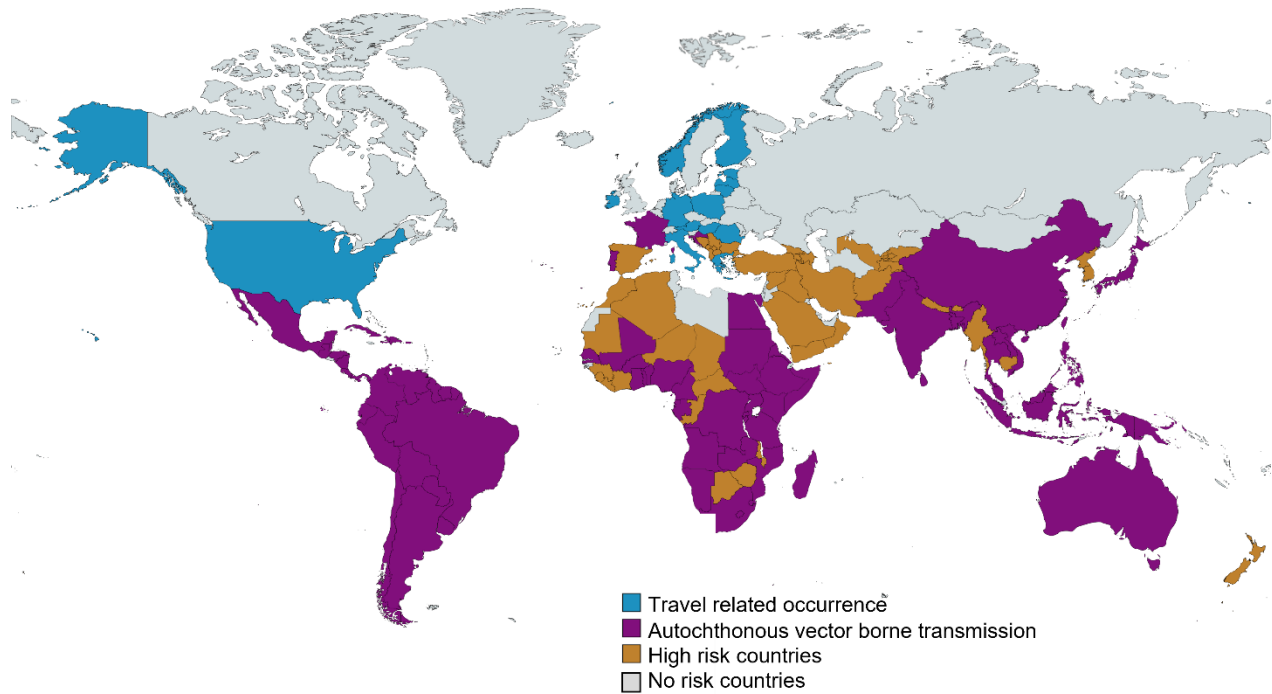 Travel related occurrence
Autochthonous vector borne transmission
High risk countries
No risk countries